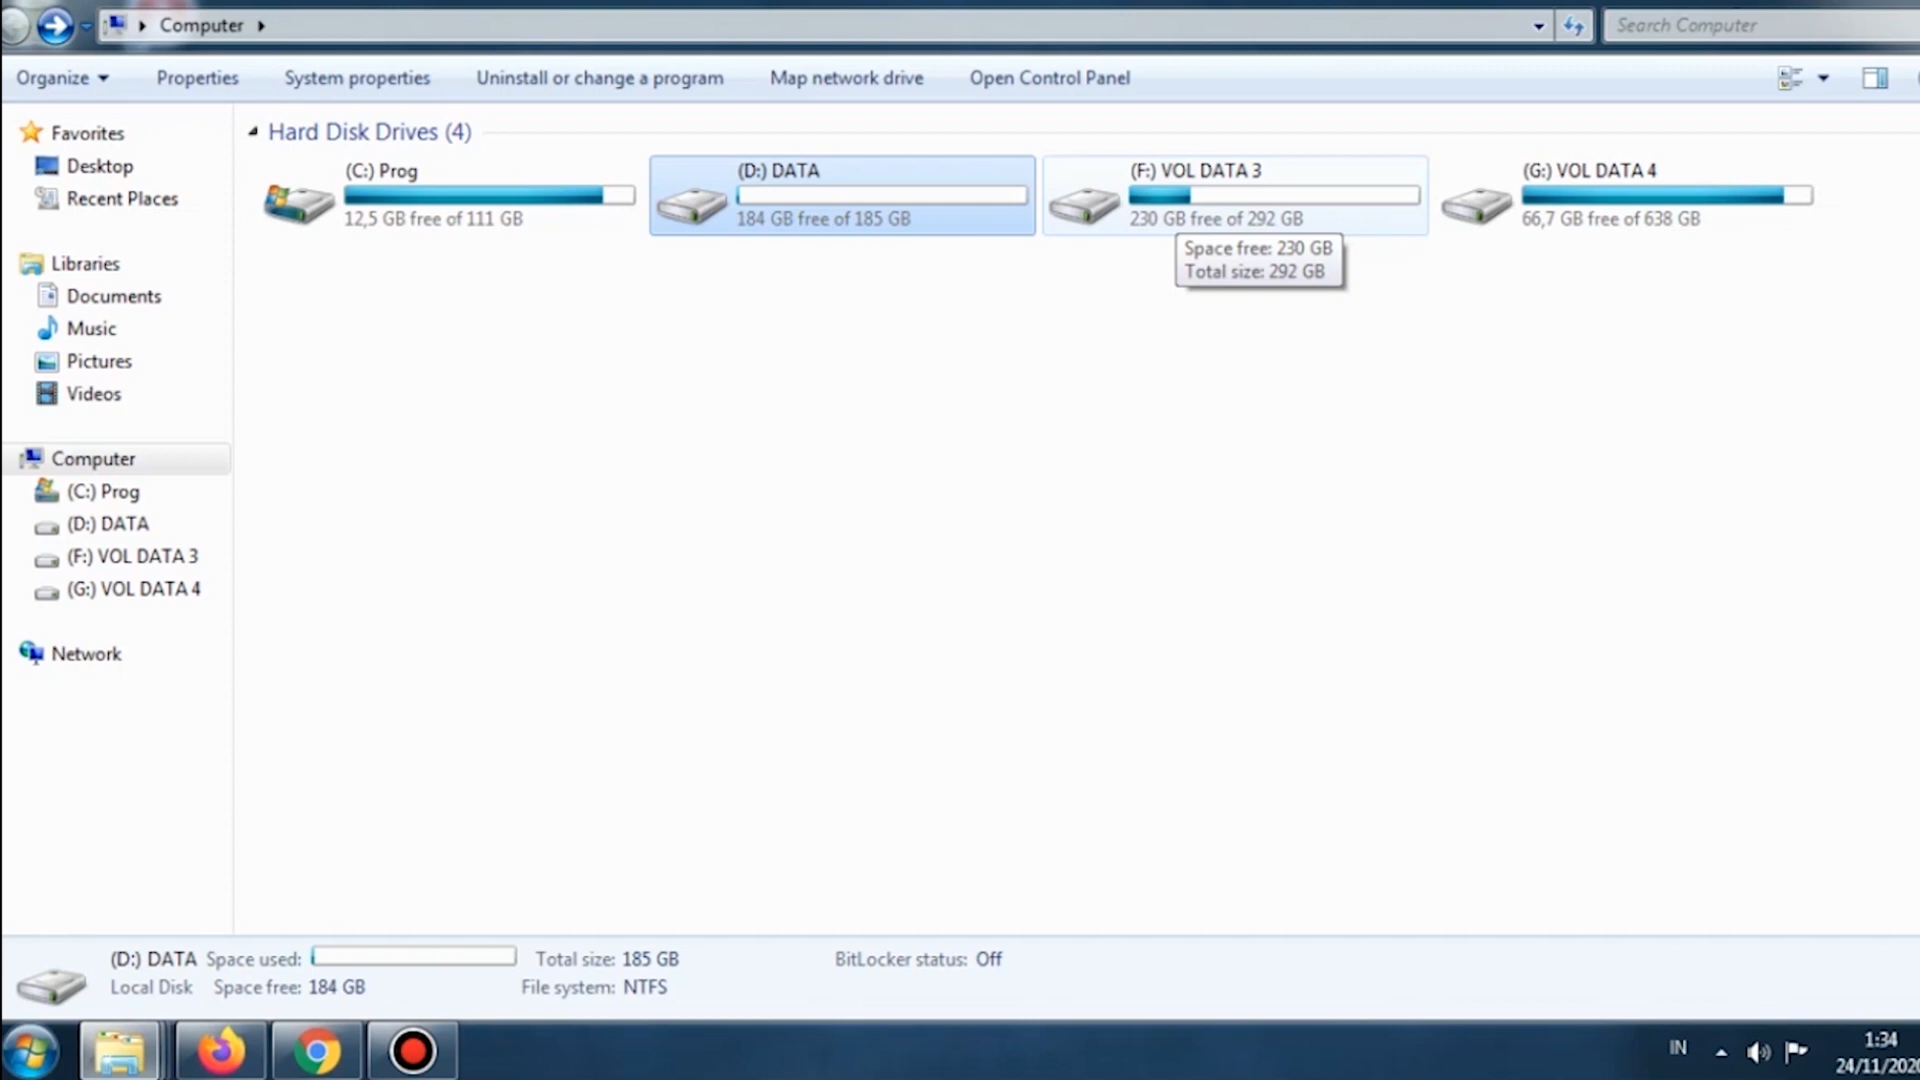 Computer
Search Computer
Organize Properties System properties Uninstall or change a program Map network drive Open Control Panel
Favorites
Desktop
Recent Places
Libraries
Documents
Music
Pictures
Videos
Computer
(C:) Prog
(D:) DATA
(F:) VOL DATA 3
(G:) VOL DATA 4
Network
Hard Disk Drives (4)
(C:) Prog
12,5 GB free of 111 GB
(D:) DATA
184 GB free of 185 GB
(F:) VOL DATA 3
230 GB free of 292 GB
(G:) VOL DATA 4
66,7 GB free of 638 GB
Space free: 230 GB
Total size: 292 GB
(D:) DATA Space used: Total size: 185 GB BitLocker status: Off
Local Disk Space free: 184 GB File system: NTFS
IN
1:34
24/11/2020